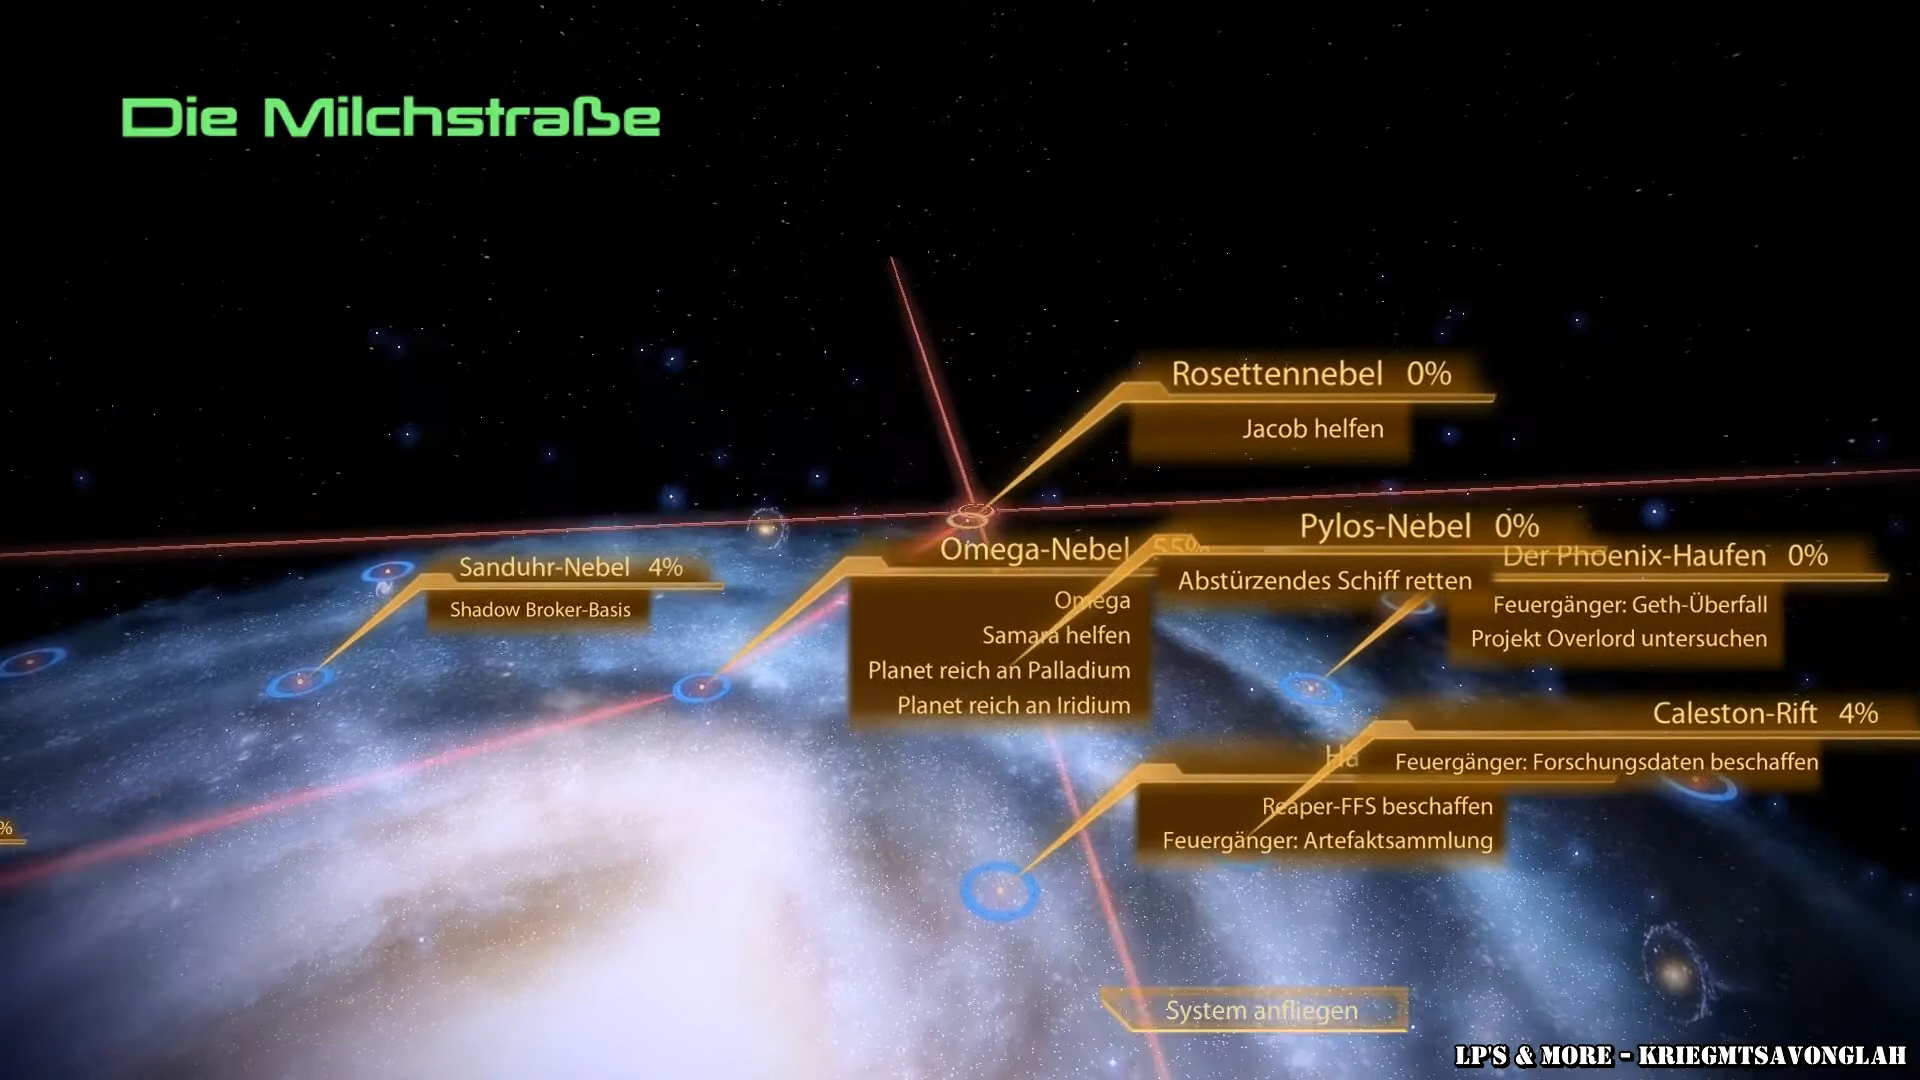 Die Milchstraße
Rosettennebel 0%
Jacob helfen
Pylos-Nebel 0%
Abstürzendes Schiff retten
Omega-Nebel 55%
Omega
Samara helfen
Planet reich an Palladium
Planet reich an Iridium
Der Phoenix-Haufen 0%
Feuergänger: Geth-Überfall
Projekt Overlord untersuchen
Sanduhr-Nebel 4%
Shadow Broker-Basis
Caleston-Rift 4%
Feuergänger: Forschungsdaten beschaffen
Reaper-FFS beschaffen
Feuergänger: Artefaktsammlung
%
System anfliegen
LP'S & MORE - KRIEGMTSAVONGLAH